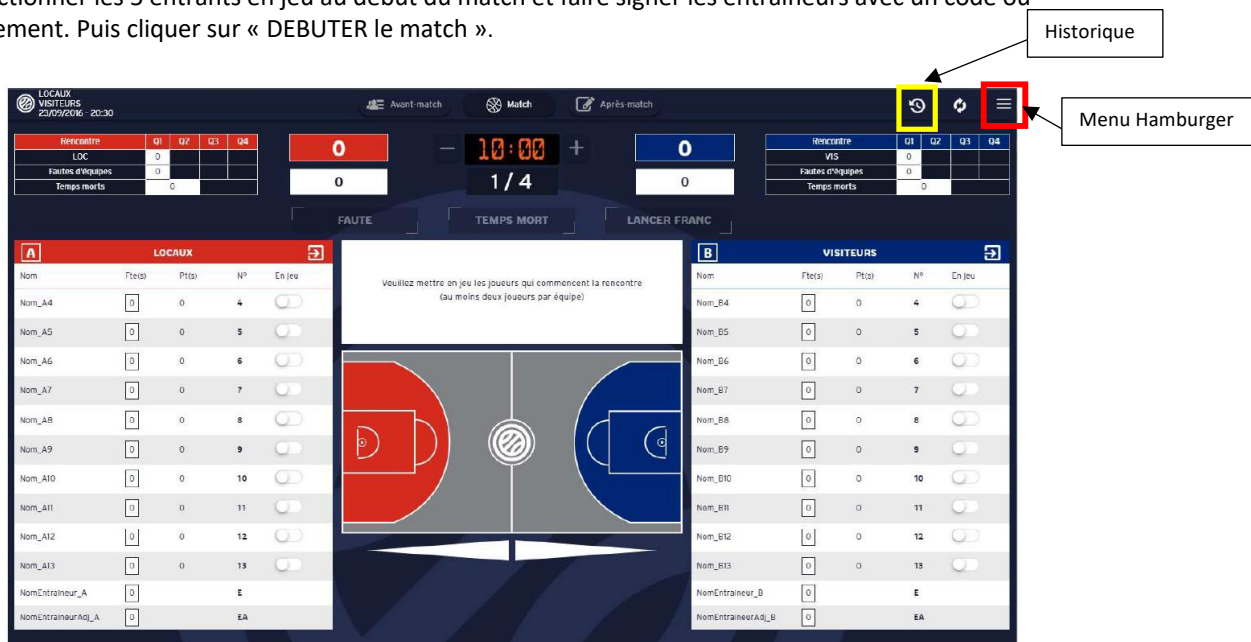 ctionner les 5 entrants en jeu au début du match et faire signer les entraineurs avec un code ou
ement. Puis cliquer sur « DEBUTER le match ».
Historique
Menu Hamburger
LOCAUX
VISITEURS
23/09/2016 - 20:30
Avant-match Match Après-match
Rencontre Q1 Q2 Q3 Q4
LOC 0
Fautes d'équipes 0
Temps morts 0
0 10:00 0
0 1/4 0
Rencontre Q1 Q2 Q3 Q4
VIS 0
Fautes d'équipes 0
Temps morts 0
FAUTE TEMPS MORT LANCER FRANC
A LOCAUX
Nom Fte(s) Pt(s) N° En jeu
Nom_A4 0 0 4
Nom_A5 0 0 5
Nom_A6 0 0 6
Nom_A7 0 0 7
Nom_A8 0 0 8
Nom_A9 0 0 9
Nom_A10 0 0 10
Nom_A11 0 0 11
Nom_A12 0 0 12
Nom_A13 0 0 13
NomEntraineur_A 0 E
NomEntraineurAdj_A 0 EA
Veuillez mettre en jeu les joueurs qui commencent la rencontre
(au moins deux joueurs par équipe)
B VISITEURS
Nom Fte(s) Pt(s) N° En jeu
Nom_B4 0 0 4
Nom_B5 0 0 5
Nom_B6 0 0 6
Nom_B7 0 0 7
Nom_B8 0 0 8
Nom_B9 0 0 9
Nom_B10 0 0 10
Nom_B11 0 0 11
Nom_B12 0 0 12
Nom_B13 0 0 13
NomEntraineur_B 0 E
NomEntraineurAdj_B 0 EA